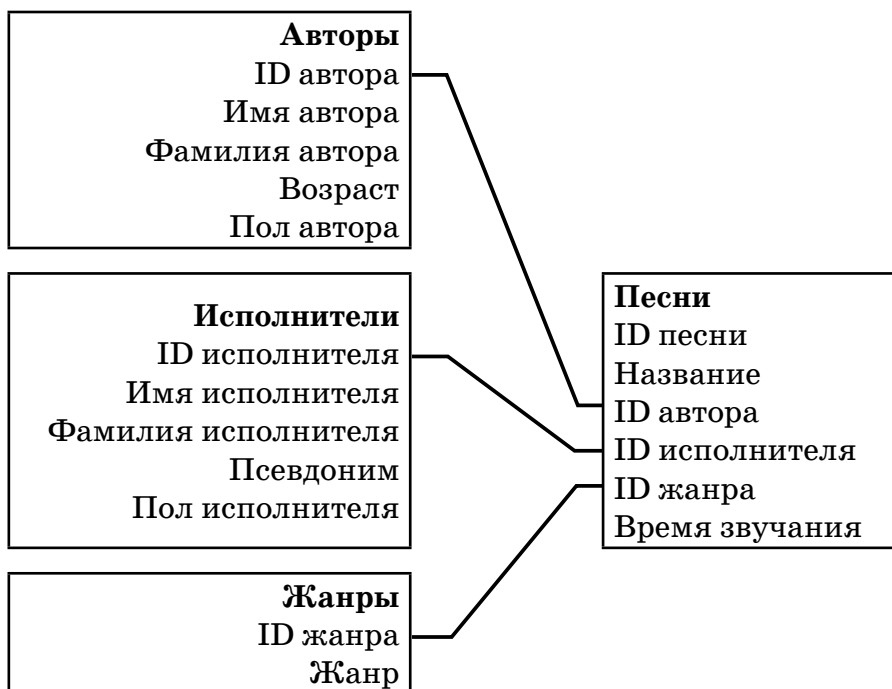 Авторы
ID автора
Имя автора
Фамилия автора
Возраст
Пол автора
Исполнители
ID исполнителя
Имя исполнителя
Фамилия исполнителя
Псевдоним
Пол исполнителя
Жанры
ID жанра
Жанр
Песни
ID песни
Название
ID автора
ID исполнителя
ID жанра
Время звучания